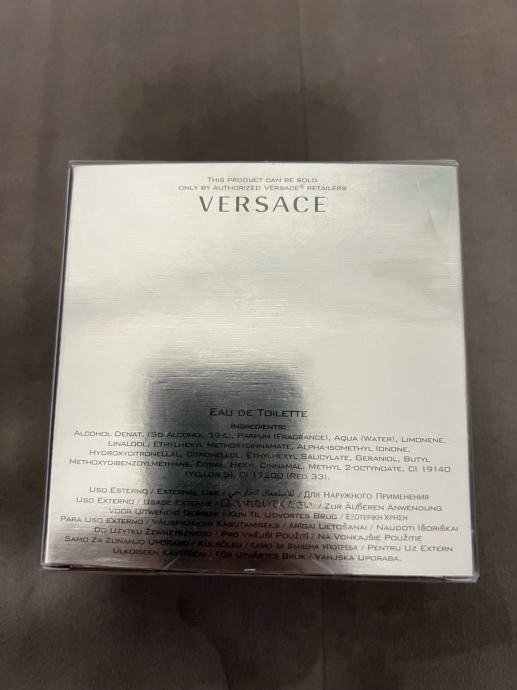 THIS PRODUCT CAN BE SOLD
ONLY BY AUTHORIZED VERSACE® RETAILERS
VERSACE
EAU DE TOILETTE
INGREDIENTS:
ALCOHOL DENAT. (SD ALCOHOL 39-C), PARFUM (FRAGRANCE), AQUA (WATER), LIMONENE,
LINALOOL, ETHYLHEXYL METHOXYCINNAMATE, ALPHA-ISOMETHYL IONONE,
HYDROXYCITRONELLAL, CITRONELLOL, ETHYLHEXYL SALICYLATE, GERANIOL, BUTYL
METHOXYDIBENZOYLMETHANE, CITRAL, HEXYL CINNAMAL, METHYL 2-OCTYNOATE, CI 19140
(YELLOW 5), CI 17200 (RED 33).
USO ESTERNO / EXTERNAL USE / للاستعمال الخارجي / ДЛЯ НАРУЖНОГО ПРИМЕНЕНИЯ
USO EXTERNO / USAGE EXTERNE / ください / ZUR ÄUßEREN ANWENDUNG
VOOR UITWENDIG GEBRUIK / KUN TIL UDVORTES BRUG / ΕΞΩΤΕΡΙΚΗ ΧΡΗΣΗ
PARA USO EXTERNO / VÄLISPIDISEKS KASUTAMISEKS / ĀRĪGAI LIETOŠANAI / NAUDOTI IŠORIŠKAI
DO UŻYTKU ZEWNĘTRZNEGO / PRO VNĚJŠÍ POUŽITÍ / NA VONKAJŠIE POUŽITIE
SAMO ZA ZUNANJO UPORABO / KÜLSŐLEG / САМО ЗА ВЪНШНА УПОТРЕБА / PENTRU UZ EXTERN
ULKOISEEN KÄYTTÖÖN / FÖR UTVÄRTES BRUK / VANJSKA UPORABA.